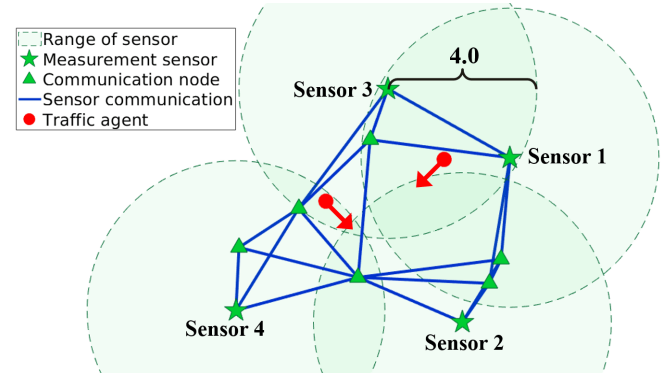 Range of sensor
Measurement sensor
Communication node
Sensor communication
Traffic agent
4.0
Sensor 3
Sensor 1
Sensor 4
Sensor 2